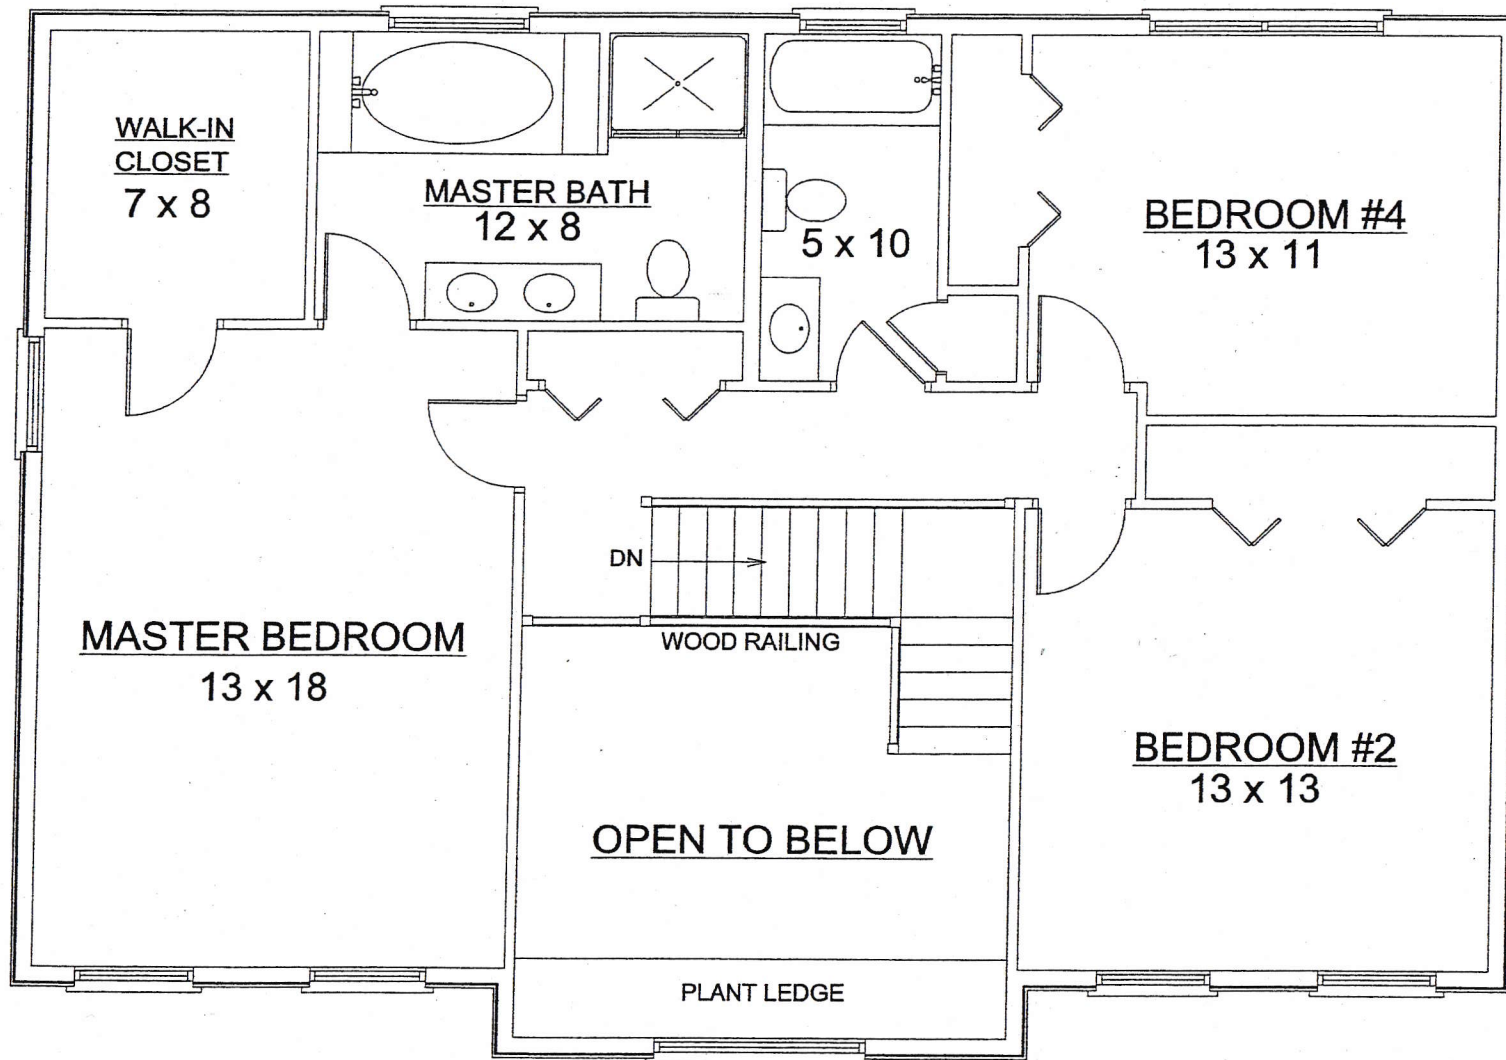 WALK-IN
CLOSET
7 x 8
MASTER BATH
12 x 8
5 x 10
BEDROOM #4
13 x 11
DN
WOOD RAILING
MASTER BEDROOM
13 x 18
BEDROOM #2
13 x 13
OPEN TO BELOW
PLANT LEDGE